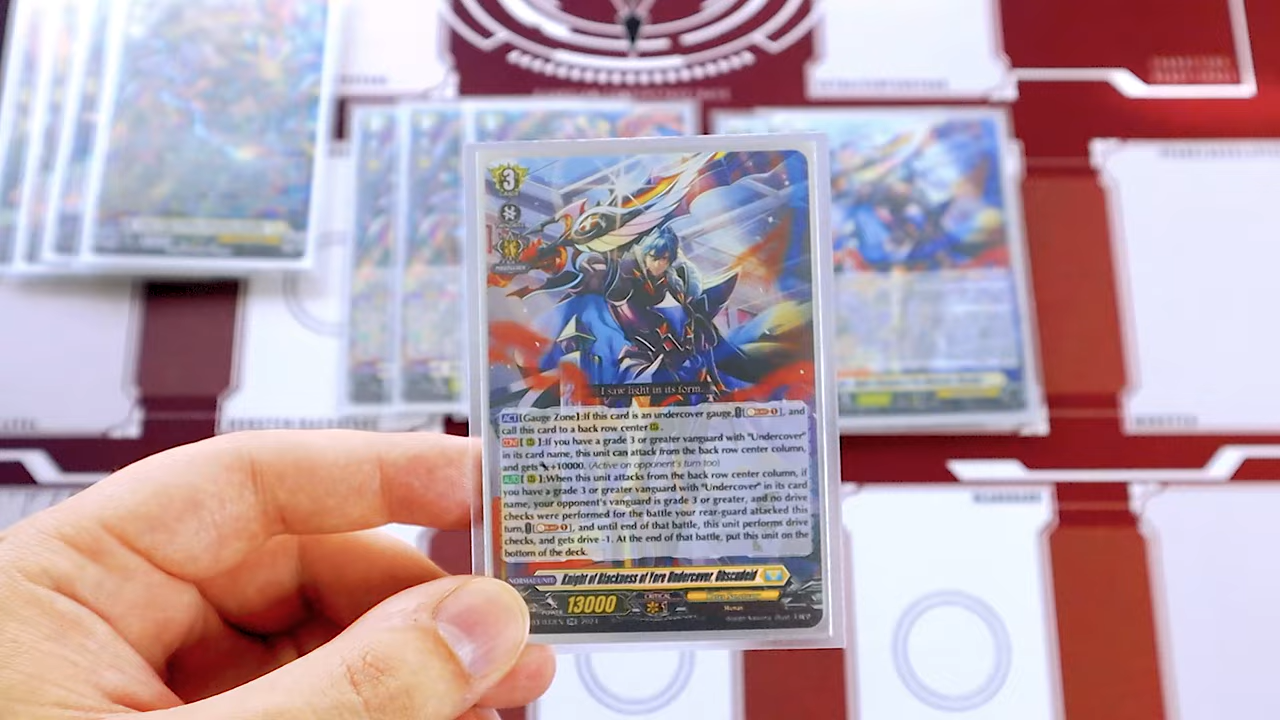 3
I saw light in its form.
ACT[Gauge Zone]:If this card is an undercover gauge, [ 1], and
call this card to a back row center .
CONT[ ]:If you have a grade 3 or greater vanguard with "Undercover"
in its card name, this unit can attack from the back row center column,
and gets +10000. (Active on opponent's turn too)
AUTO[ ]:When this unit attacks from the back row center column, if
you have a grade 3 or greater vanguard with "Undercover" in its card
name, your opponent's vanguard is grade 3 or greater, and no drive
checks were performed for the battle your rear-guard attacked this
turn, [ 1], and until end of that battle, this unit performs drive
checks, and gets drive -1. At the end of that battle, put this unit on the
bottom of the deck.
NORMAL UNIT Knight of Blackness of Yore Undercover, Obscudeid
POWER 13000 CRITICAL 1
Human